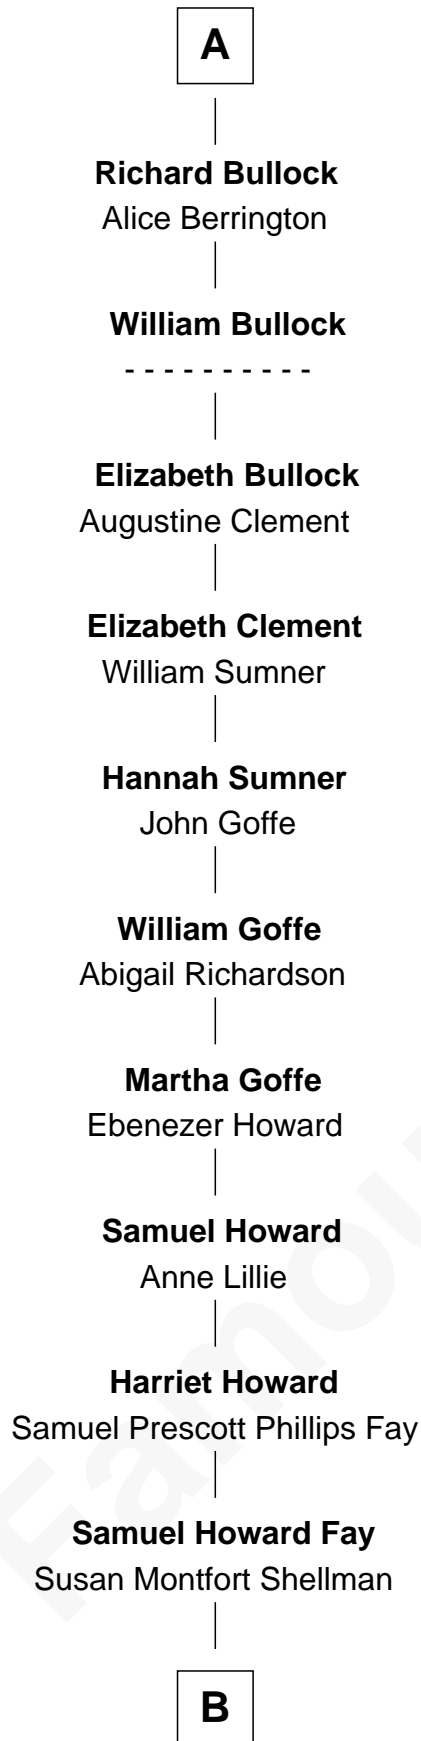 A
Richard Bullock
Alice Berrington
William Bullock
- - - - - - - - - -
Elizabeth Bullock
Augustine Clement
Elizabeth Clement
William Sumner
Hannah Sumner
John Goffe
William Goffe
Abigail Richardson
Martha Goffe
Ebenezer Howard
Samuel Howard
Anne Lillie
Harriet Howard
Samuel Prescott Phillips Fay
Samuel Howard Fay
Susan Montfort Shellman
B